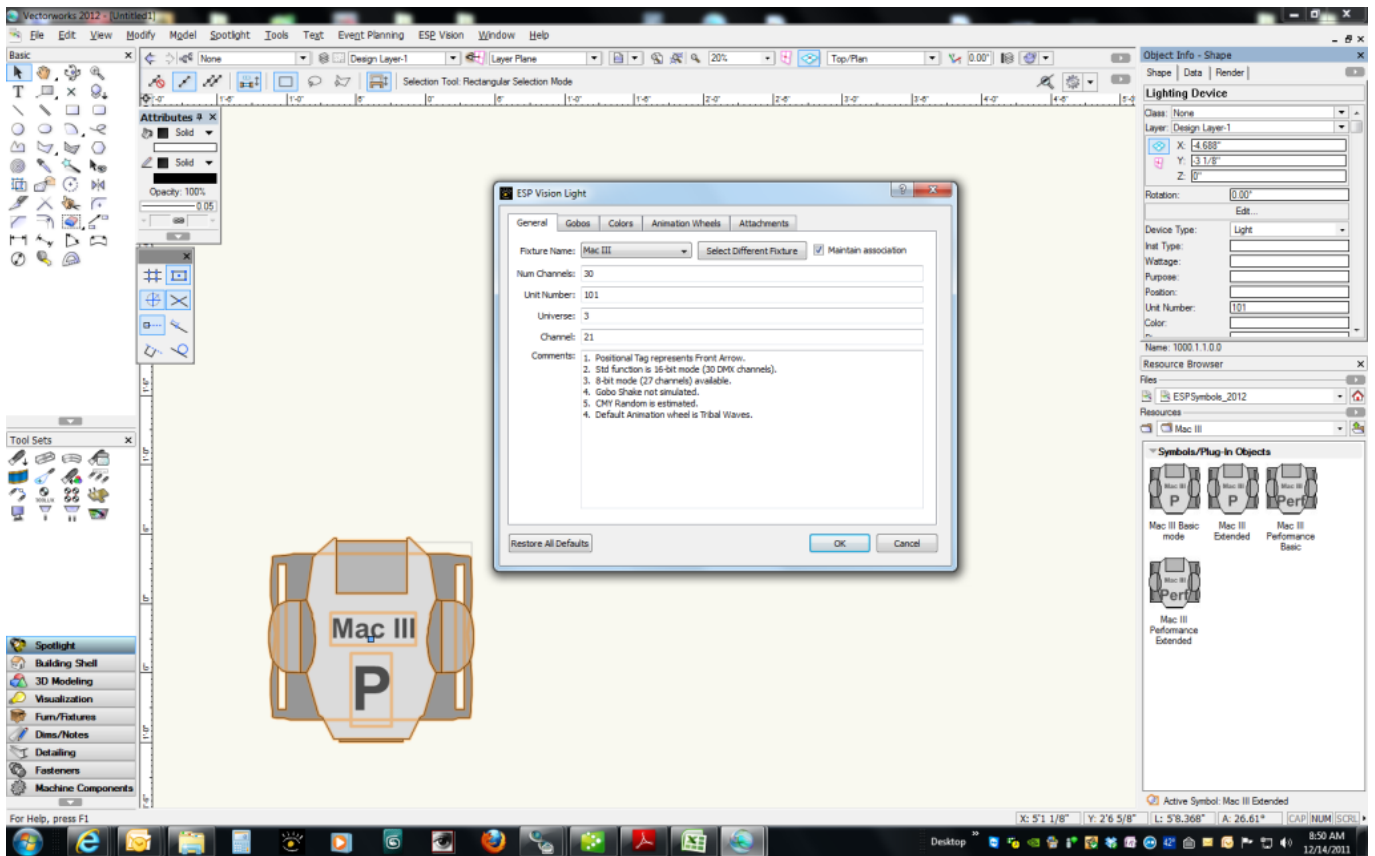 Vectorworks 2012 - [Untitled1]
File Edit View Modify Model Spotlight Tools Text Event Planning ESP Vision Window Help
Basic
None
Design Layer-1
Layer Plane
20%
Top/Plan
0.00°
Selection Tool: Rectangular Selection Mode
Attributes
Solid
Solid
Opacity: 100%
0.05
ESP Vision Light
General Gobos Colors Animation Wheels Attachments
Fixture Name: Mac III Select Different Fixture Maintain association
Num Channels: 30
Unit Number: 101
Universe: 3
Channel: 21
Comments: 1. Positional Tag represents Front Arrow.
2. Std function is 16-bit mode (30 DMX channels).
3. 8-bit mode (27 channels) available.
4. Gobo Shake not simulated.
5. CMY Random is estimated.
4. Default Animation wheel is Tribal Waves.
Restore All Defaults OK Cancel
Mac III
P
Tool Sets
Spotlight
Building Shell
3D Modeling
Visualization
Furn/Fixtures
Dims/Notes
Detailing
Fasteners
Machine Components
Object Info - Shape
Shape Data Render
Lighting Device
Class: None
Layer: Design Layer-1
X: -4.688"
Y: -3 1/8"
Z: 0"
Rotation: 0.00°
Edit...
Device Type: Light
Inst Type:
Wattage:
Purpose:
Position:
Unit Number: 101
Color:
Name: 1000.1.1.0.0
Resource Browser
Files
ESPSymbols_2012
Resources
Mac III
Symbols/Plug-In Objects
Mac III Basic mode
Mac III Extended
Mac III Performance Basic
Mac III Performance Extended
Active Symbol: Mac III Extended
For Help, press F1
X: 5'1 1/8" Y: 2'6 5/8" L: 5'8.368" A: 26.61° CAP NUM SCRL
Desktop
8:50 AM
12/14/2011